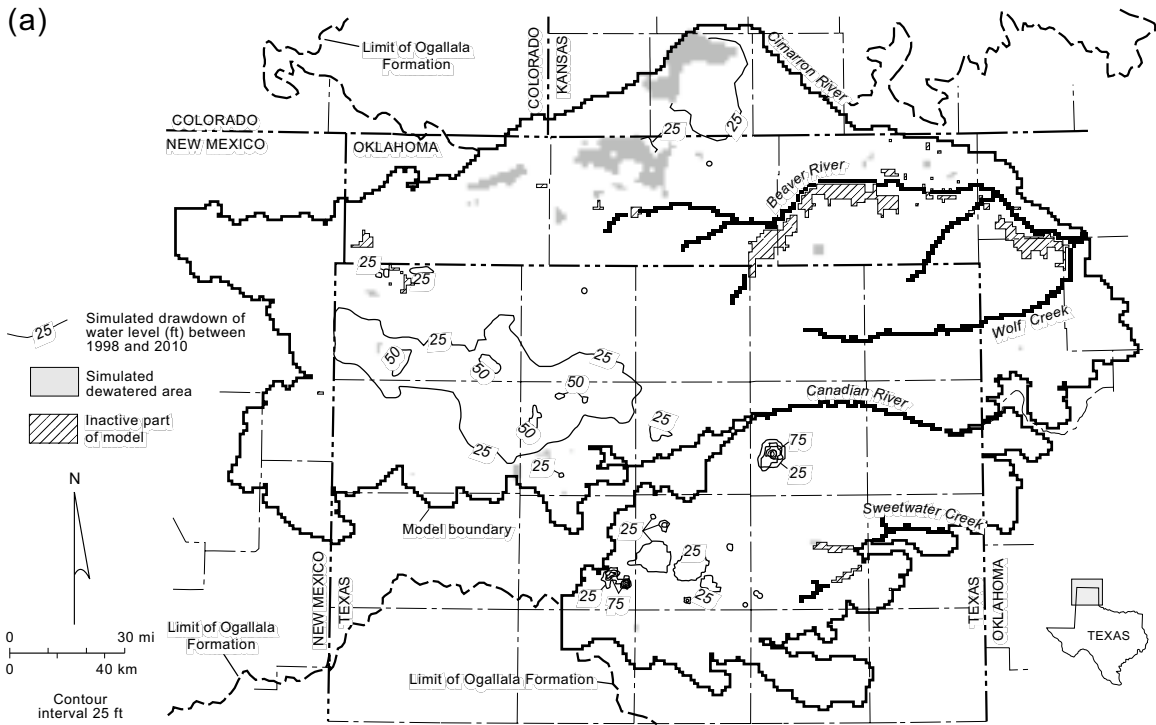 (a)
Limit of Ogallala
Formation
COLORADO
KANSAS
Cimarron River
COLORADO
NEW MEXICO
OKLAHOMA
25
25
Beaver River
25
25
Simulated drawdown of
water level (ft) between
1998 and 2010
25
25
25
50
50
50
50
25
25
Wolf Creek
Simulated
dewatered area
Inactive part
of model
Canadian River
25
25
75
25
N
Model boundary
Sweetwater Creek
25
25
25
75
25
NEW MEXICO
TEXAS
TEXAS
OKLAHOMA
0
30 mi
0
40 km
Contour
interval 25 ft
Limit of Ogallala
Formation
Limit of Ogallala Formation
TEXAS